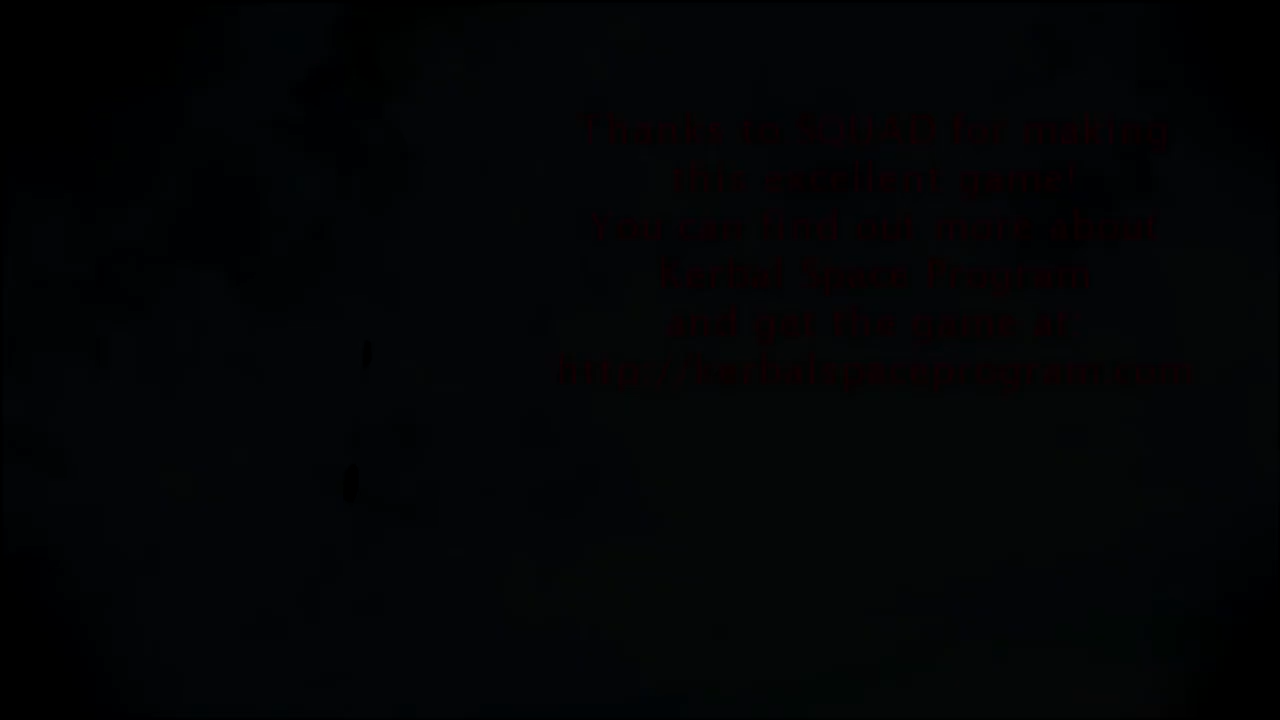 Thanks to SQUAD for making
this excellent game!
You can find out more about
Kerbal Space Program
and get the game at
http://kerbalspaceprogram.com